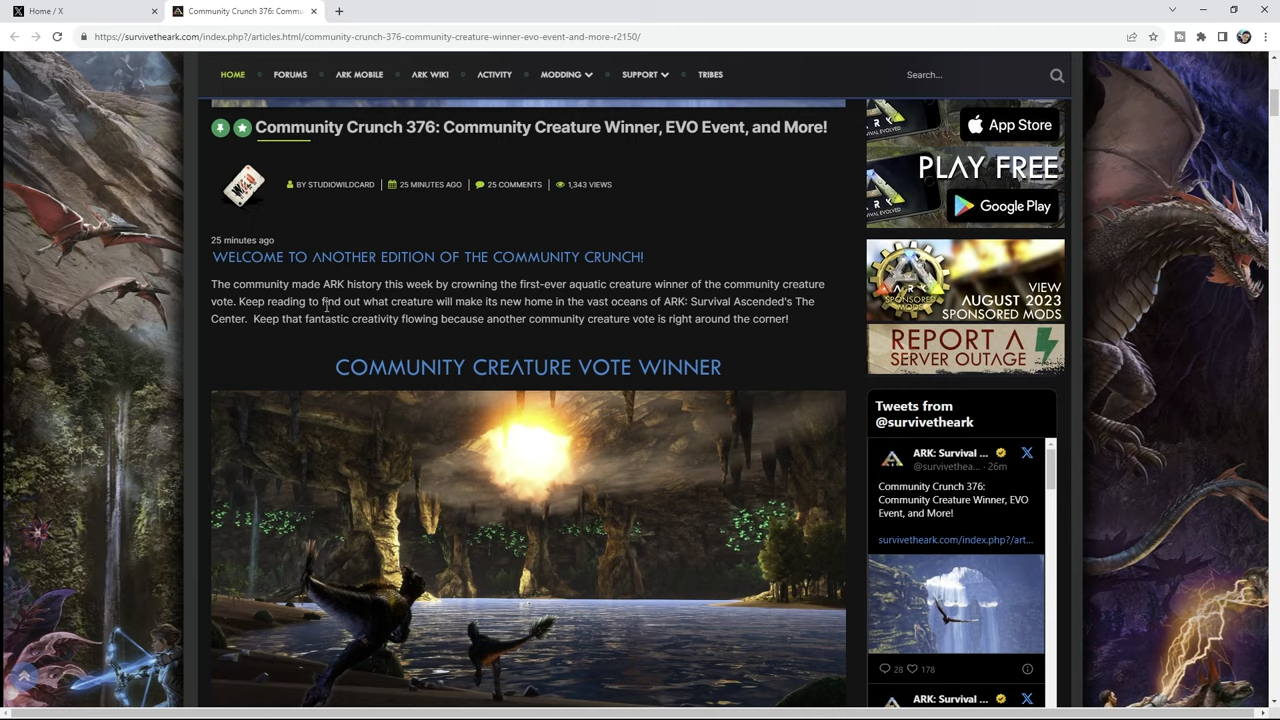 Home / X
Community Crunch 376: Commu
https://survivetheark.com/index.php?/articles.html/community-crunch-376-community-creature-winner-evo-event-and-more-r2150/
HOME
FORUMS
ARK MOBILE
ARK WIKI
ACTIVITY
MODDING
SUPPORT
TRIBES
Search...
Community Crunch 376: Community Creature Winner, EVO Event, and More!
BY STUDIOWILDCARD
25 MINUTES AGO
25 COMMENTS
1,343 VIEWS
25 minutes ago
WELCOME TO ANOTHER EDITION OF THE COMMUNITY CRUNCH!
The community made ARK history this week by crowning the first-ever aquatic creature winner of the community creature
vote. Keep reading to find out what creature will make its new home in the vast oceans of ARK: Survival Ascended's The
Center.  Keep that fantastic creativity flowing because another community creature vote is right around the corner!
COMMUNITY CREATURE VOTE WINNER
App Store
PLAY FREE
Google Play
ARK
SPONSORED
MODS
VIEW
AUGUST 2023
SPONSORED MODS
REPORT A
SERVER OUTAGE
Tweets from
@survivetheark
ARK: Survival ...
@survivethea... · 26m
Community Crunch 376:
Community Creature Winner, EVO
Event, and More!
survivetheark.com/index.php?/art...
28
178
ARK: Survival ...